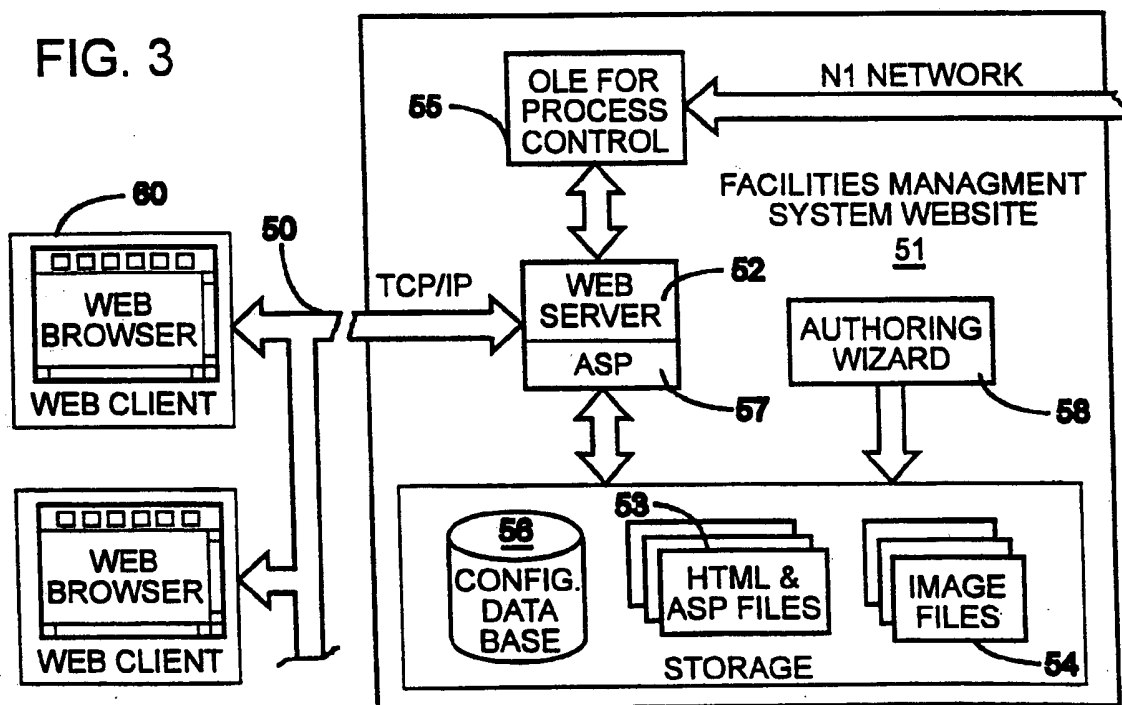 FIG. 3
OLE FOR
PROCESS
CONTROL
55
N1 NETWORK
FACILITIES MANAGMENT
SYSTEM WEBSITE
51
60
50
WEB
BROWSER
WEB CLIENT
TCP/IP
WEB
SERVER
52
ASP
57
AUTHORING
WIZARD
58
WEB
BROWSER
WEB CLIENT
56
CONFIG.
DATA
BASE
53
HTML &
ASP FILES
IMAGE
FILES
54
STORAGE